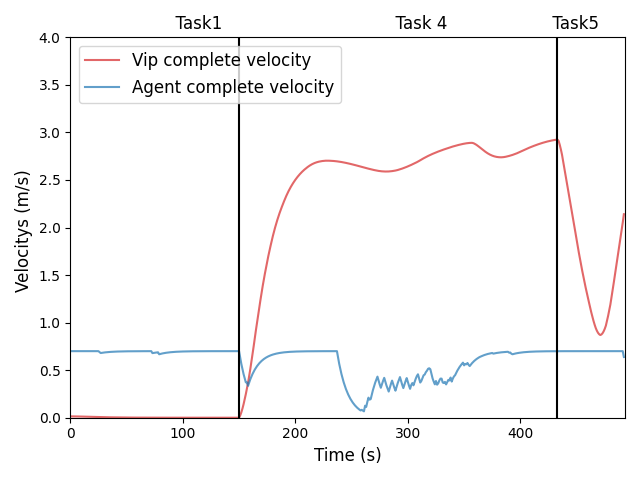 Task1 Task 4 Task5
Vip complete velocity
Agent complete velocity
Velocitys (m/s)
4.0
3.5
3.0
2.5
2.0
1.5
1.0
0.5
0.0
0 100 200 300 400
Time (s)